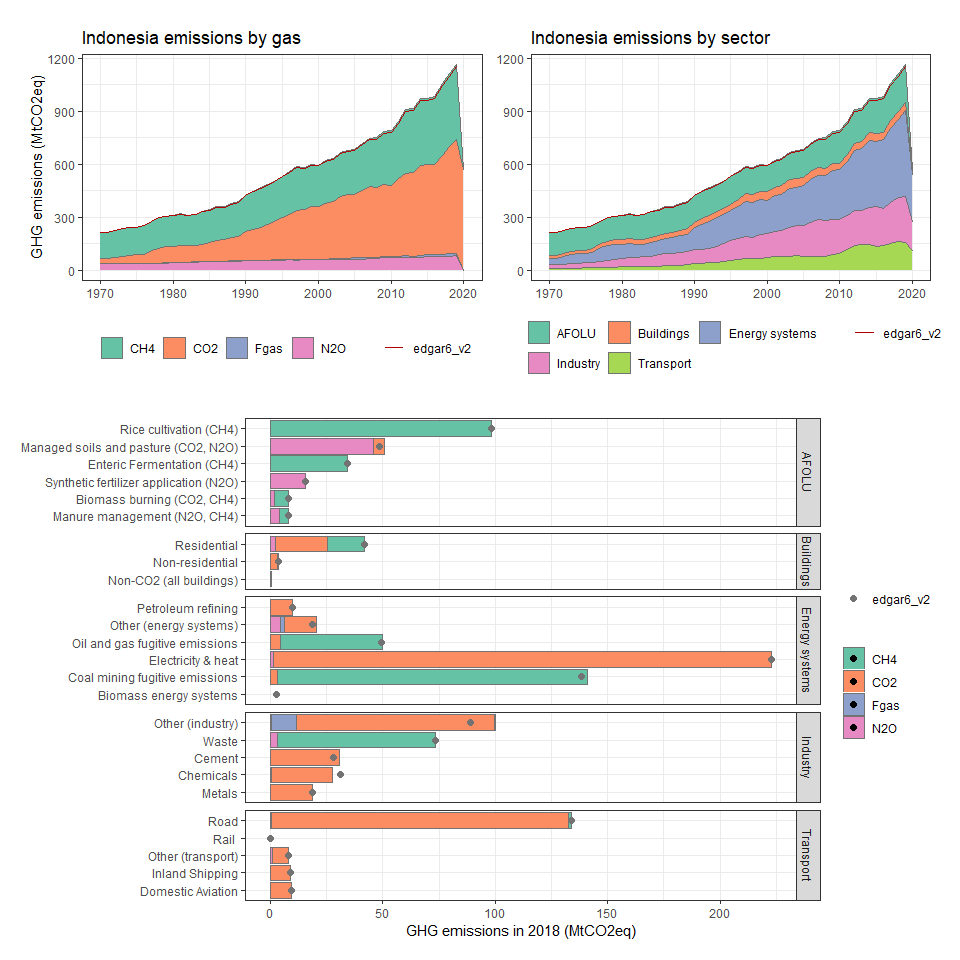 Indonesia emissions by gas
GHG emissions (MtCO2eq)
1200
900
600
300
0
1970 1980 1990 2000 2010 2020
CH4 CO2 Fgas N2O edgar6_v2
Indonesia emissions by sector
1200
900
600
300
0
1970 1980 1990 2000 2010 2020
AFOLU Buildings Energy systems edgar6_v2
Industry Transport
Rice cultivation (CH4)
Managed soils and pasture (CO2, N2O)
Enteric Fermentation (CH4)
Synthetic fertilizer application (N2O)
Biomass burning (CO2, CH4)
Manure management (N2O, CH4)
AFOLU
Residential
Non-residential
Non-CO2 (all buildings)
Buildings
Petroleum refining
Other (energy systems)
Oil and gas fugitive emissions
Electricity & heat
Coal mining fugitive emissions
Biomass energy systems
Energy systems
Other (industry)
Waste
Cement
Chemicals
Metals
Industry
Road
Rail
Other (transport)
Inland Shipping
Domestic Aviation
Transport
0 50 100 150 200
GHG emissions in 2018 (MtCO2eq)
edgar6_v2
CH4
CO2
Fgas
N2O